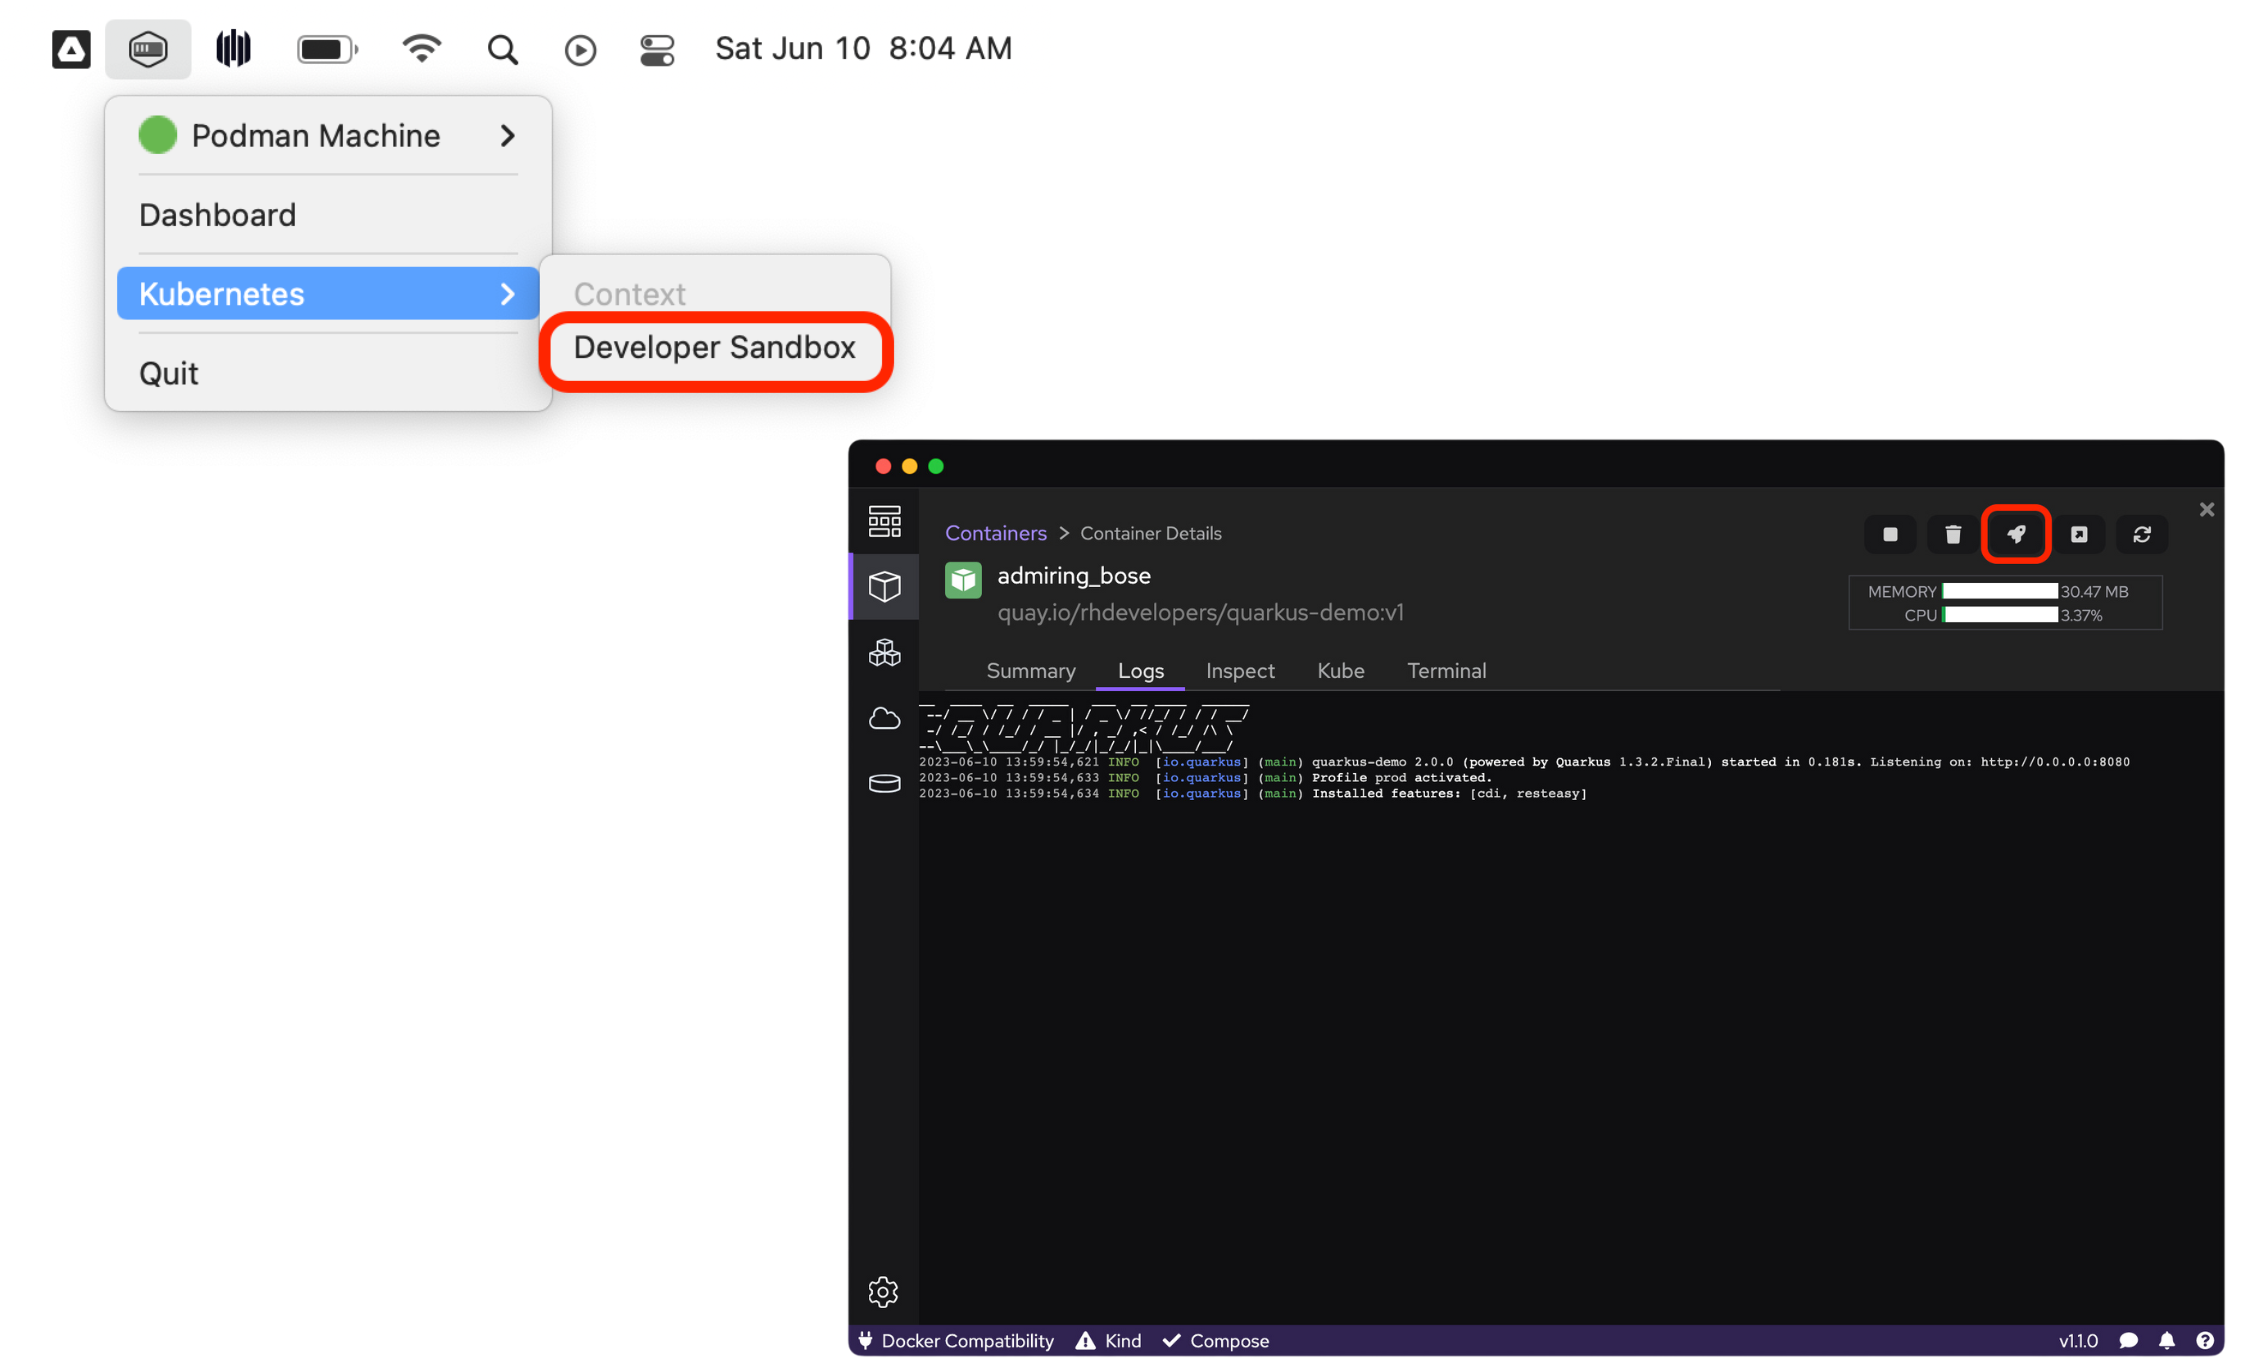 Sat Jun 10 8:04 AM
Podman Machine
Dashboard
Kubernetes
Context
Developer Sandbox
Quit
Containers > Container Details
admiring_bose
quay.io/rhdevelopers/quarkus-demo:v1
MEMORY 30.47 MB
CPU 3.37%
Summary Logs Inspect Kube Terminal
QUARKUS
2023-06-10 13:59:54,621 INFO [io.quarkus] (main) quarkus-demo 2.0.0 (powered by Quarkus 1.3.2.Final) started in 0.181s. Listening on: http://0.0.0.0:8080
2023-06-10 13:59:54,633 INFO [io.quarkus] (main) Profile prod activated.
2023-06-10 13:59:54,634 INFO [io.quarkus] (main) Installed features: [cdi, resteasy]
Docker Compatibility Kind Compose v1.1.0